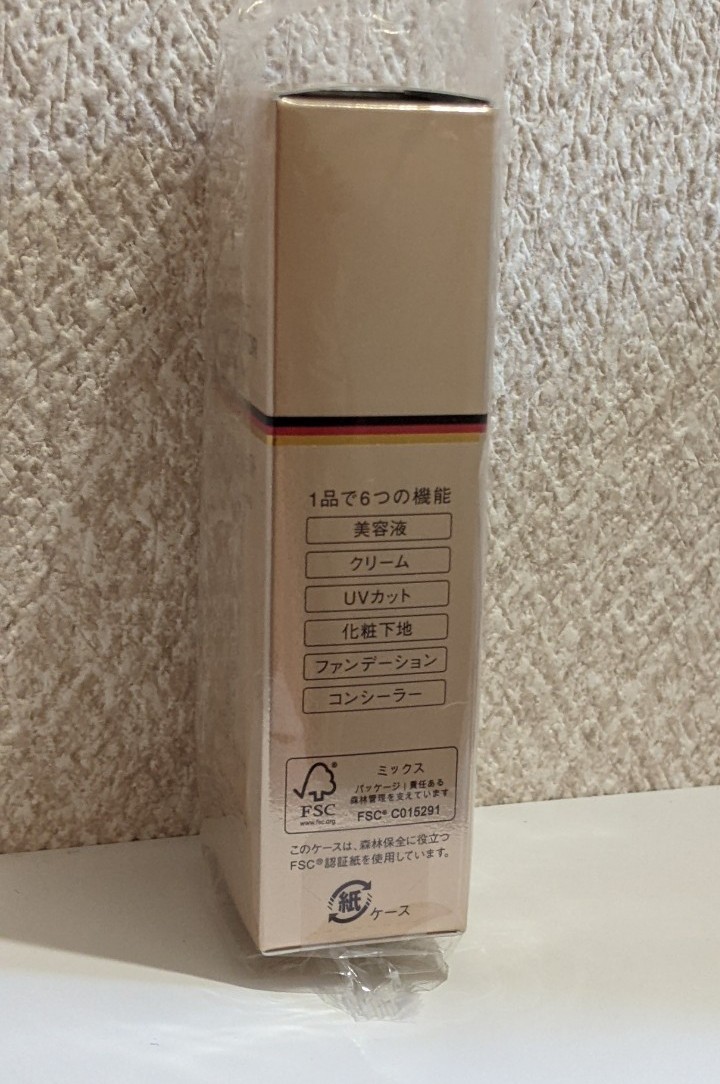 1品で6つの機能
美容液
クリーム
UVカット
化粧下地
ファンデーション
コンシーラー
FSC®
www.fsc.org
ミックス
パッケージ|責任ある
森林管理を支えています
FSC® C015291
このケースは、森林保全に役立つ
FSC®認証紙を使用しています。
紙
ケース